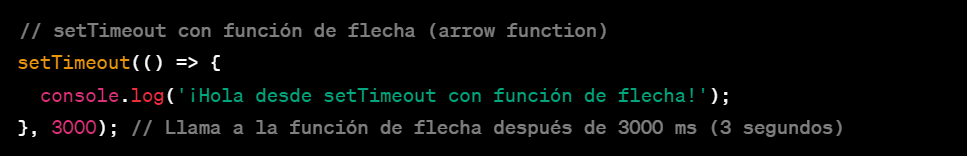 // setTimeout con función de flecha (arrow function)
setTimeout(() => {
  console.log('¡Hola desde setTimeout con función de flecha!');
}, 3000); // Llama a la función de flecha después de 3000 ms (3 segundos)